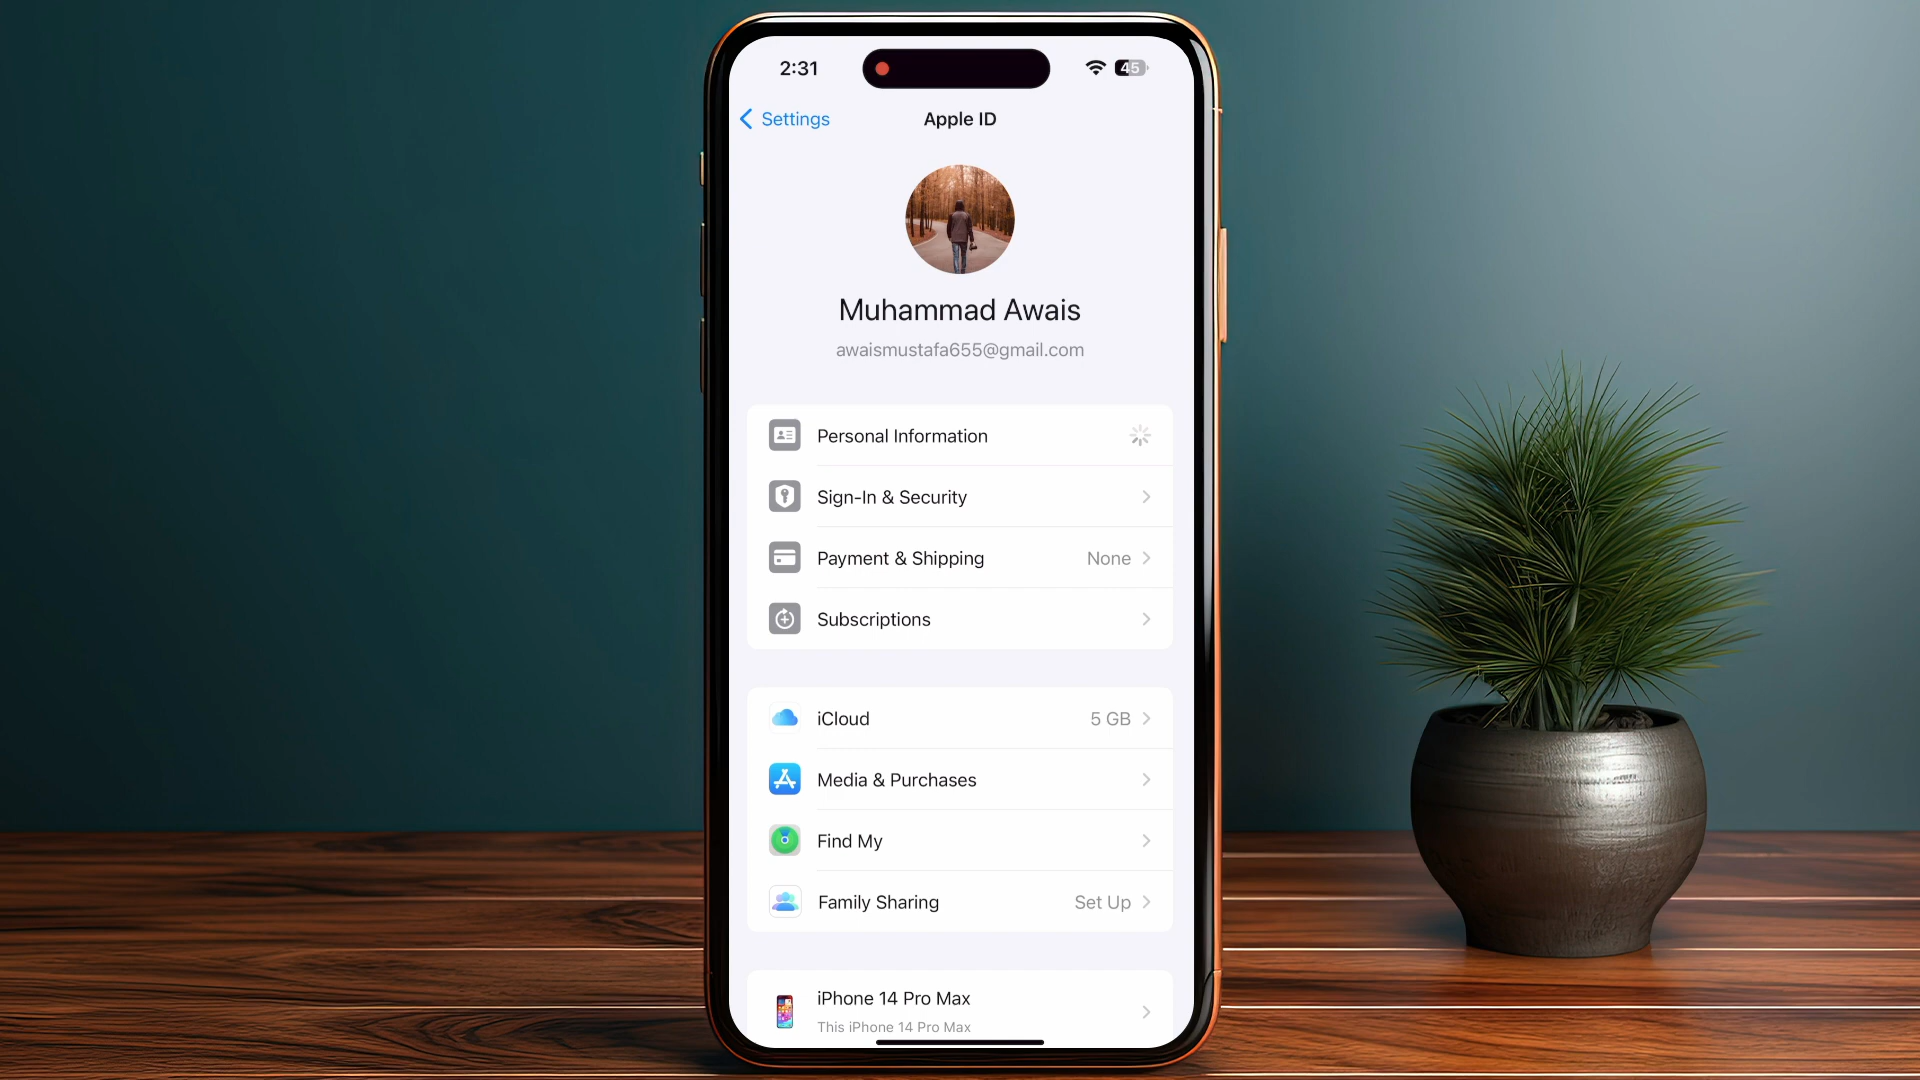 2:31
45
Settings
Apple ID
Muhammad Awais
awaismustafa655@gmail.com
Personal Information
Sign-In & Security
Payment & Shipping None
Subscriptions
iCloud 5 GB
Media & Purchases
Find My
Family Sharing Set Up
iPhone 14 Pro Max
This iPhone 14 Pro Max